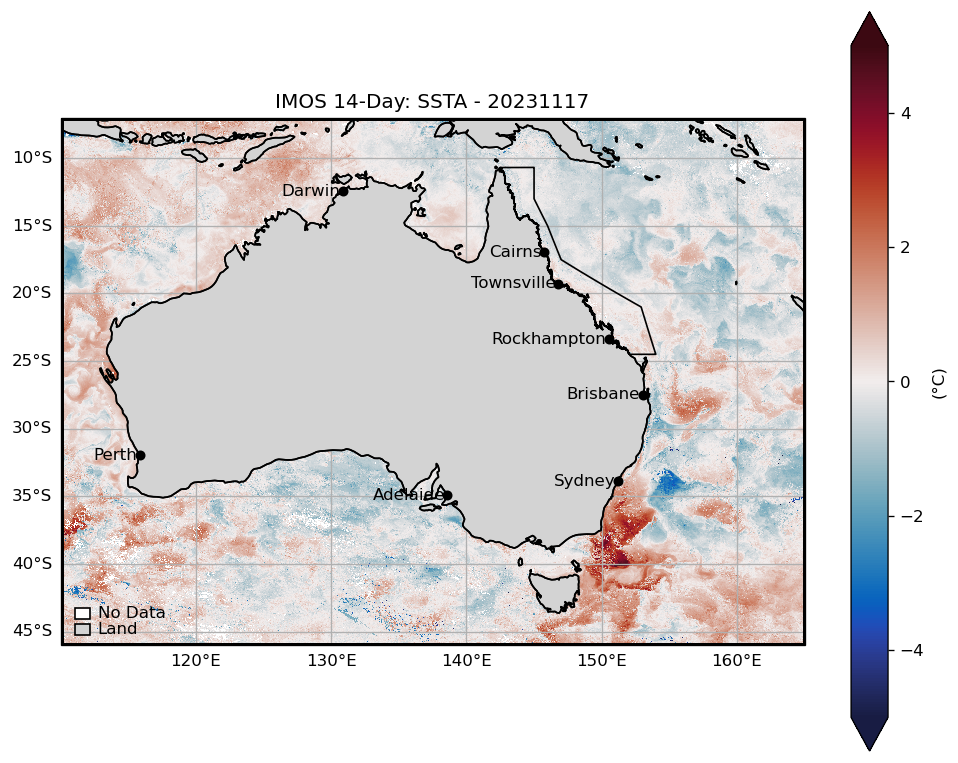 IMOS 14-Day: SSTA - 20231117
10°S
15°S
20°S
25°S
30°S
35°S
40°S
45°S
Darwin
Cairns
Townsville
Rockhampton
Brisbane
Perth
Sydney
Adelaide
No Data
Land
120°E 130°E 140°E 150°E 160°E
4
2
0
−2
−4
(°C)